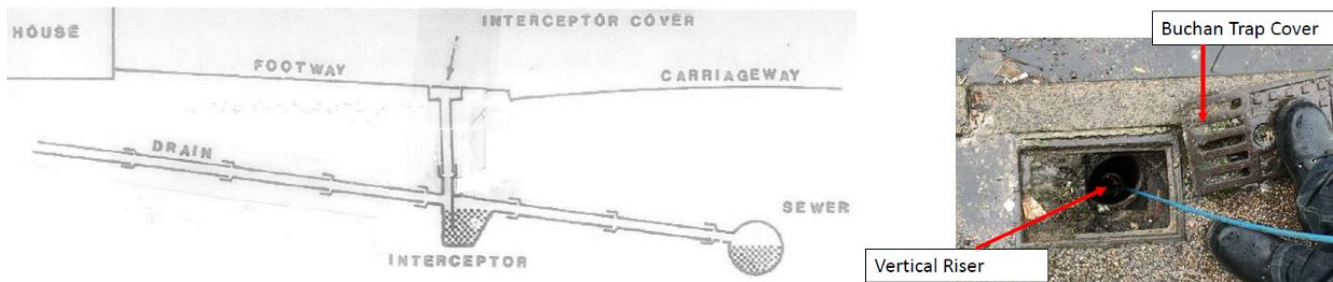 INTERCEPTOR COVER
HOUSE
FOOTWAY
CARRIAGEWAY
DRAIN
SEWER
INTERCEPTOR
Buchan Trap Cover
Vertical Riser